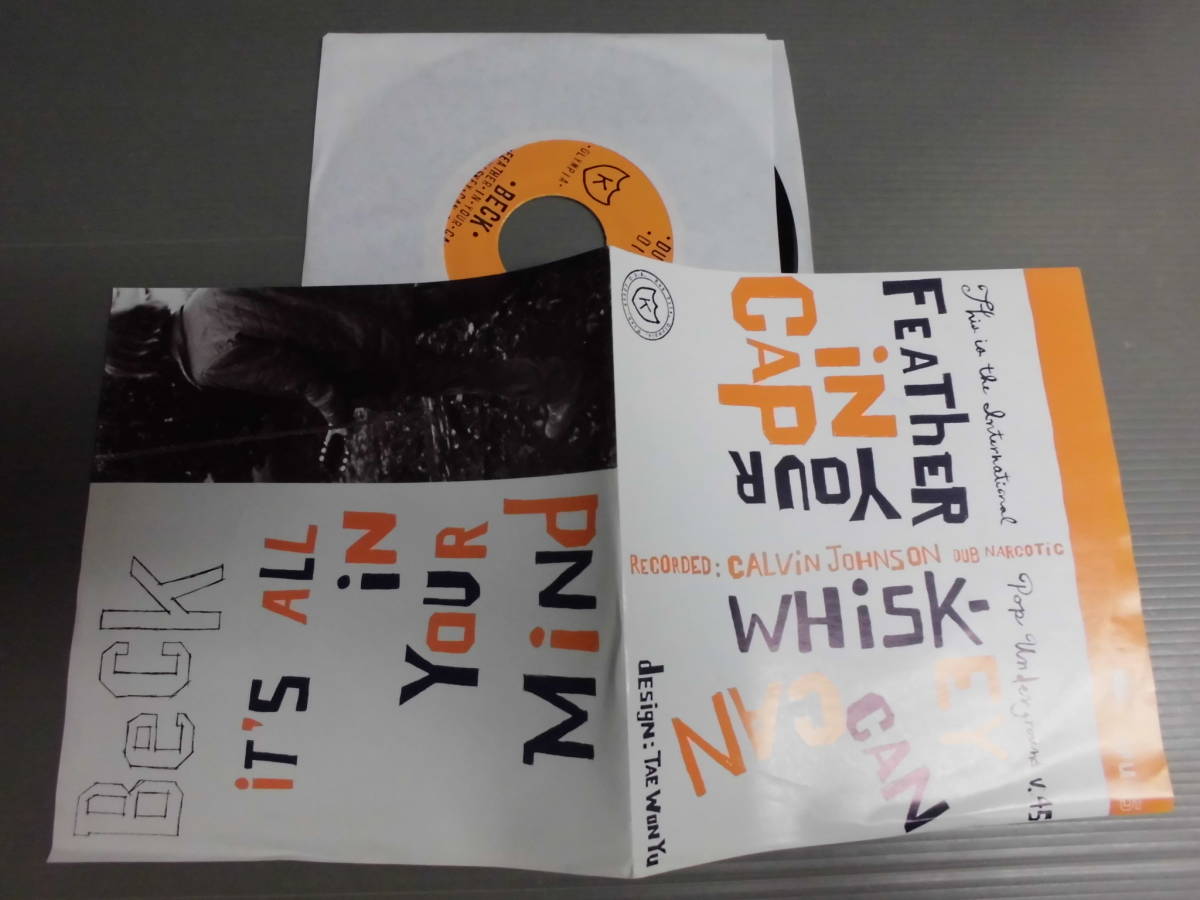 BecK
iT'S ALL
iN
YouR
MiNd
FEATHER
iN YOUR
CAP
RECORDED: CALViN JOHNSON DUB NARCOTiC
WHiSK-
EY
CAN
CAN
dESigN: TAE WON YU
This is the International
Pop Underground V.45
K
OLYMPIA
•BECK•
•FEATHER-IN-YOUR-CA
K